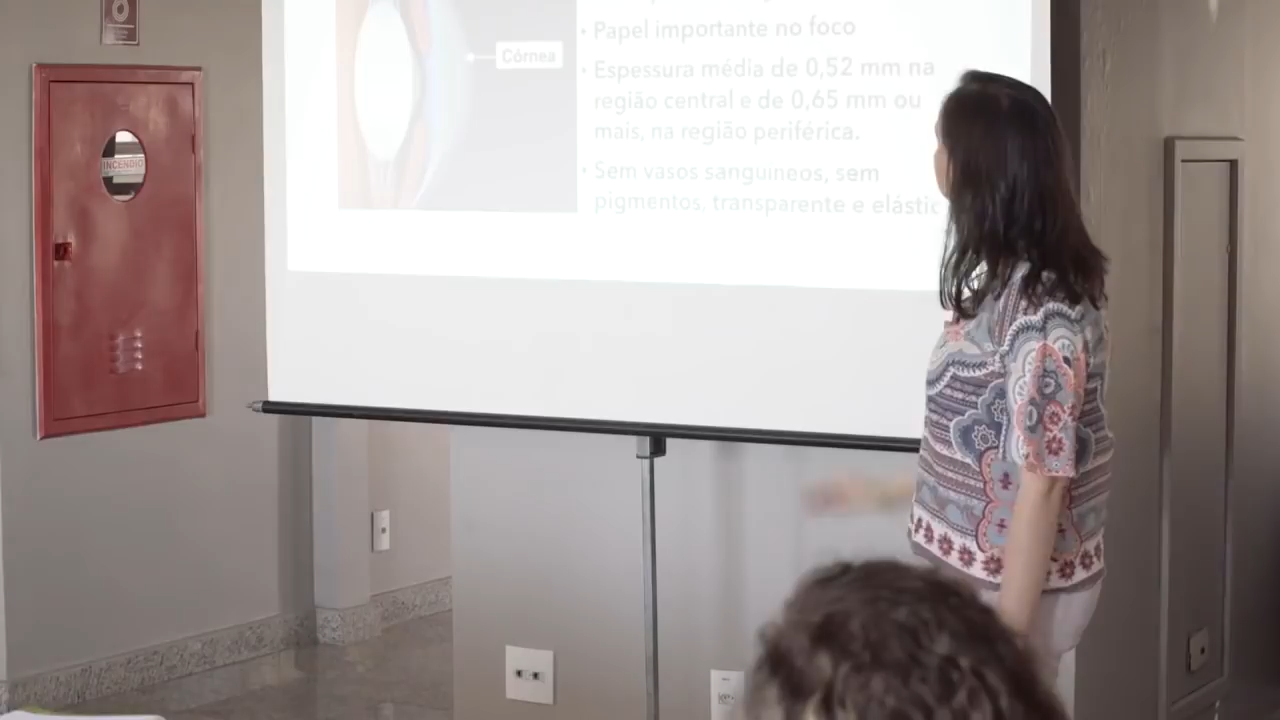 Papel importante no foco
Córnea
Espessura média de 0,52 mm na
região central e de 0,65 mm ou
mais, na região periférica.
Sem vasos sanguíneos, sem
pigmentos, transparente e elástic
INCÊNDIO